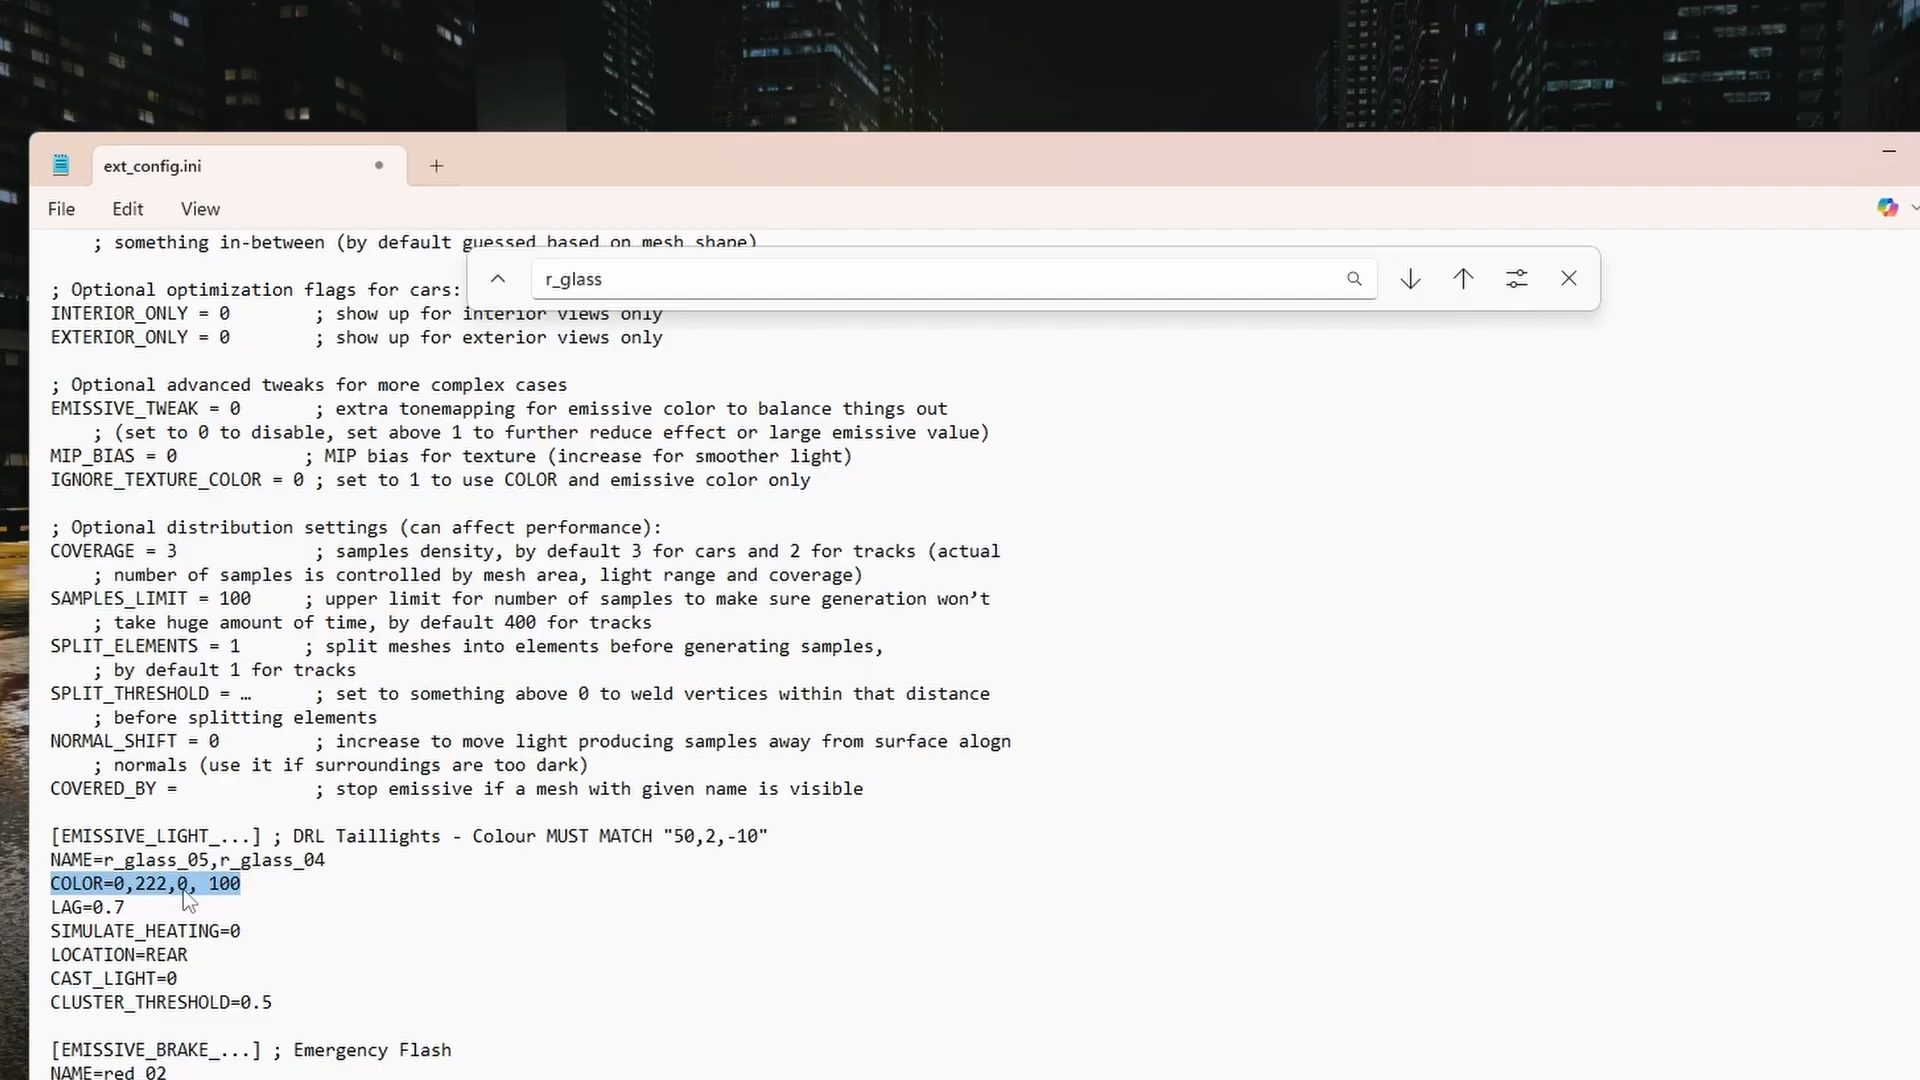 ext_config.ini
File Edit View
; something in-between (by default guessed based on mesh shape)
r_glass
; Optional optimization flags for cars:
INTERIOR_ONLY = 0 ; show up for interior views only
EXTERIOR_ONLY = 0 ; show up for exterior views only
; Optional advanced tweaks for more complex cases
EMISSIVE_TWEAK = 0 ; extra tonemapping for emissive color to balance things out
; (set to 0 to disable, set above 1 to further reduce effect or large emissive value)
MIP_BIAS = 0 ; MIP bias for texture (increase for smoother light)
IGNORE_TEXTURE_COLOR = 0 ; set to 1 to use COLOR and emissive color only
; Optional distribution settings (can affect performance):
COVERAGE = 3 ; samples density, by default 3 for cars and 2 for tracks (actual
; number of samples is controlled by mesh area, light range and coverage)
SAMPLES_LIMIT = 100 ; upper limit for number of samples to make sure generation won’t
; take huge amount of time, by default 400 for tracks
SPLIT_ELEMENTS = 1 ; split meshes into elements before generating samples,
; by default 1 for tracks
SPLIT_THRESHOLD = … ; set to something above 0 to weld vertices within that distance
; before splitting elements
NORMAL_SHIFT = 0 ; increase to move light producing samples away from surface alogn
; normals (use it if surroundings are too dark)
COVERED_BY = ; stop emissive if a mesh with given name is visible
[EMISSIVE_LIGHT_...] ; DRL Taillights - Colour MUST MATCH "50,2,-10"
NAME=r_glass_05,r_glass_04
COLOR=0,222,0, 100
LAG=0.7
SIMULATE_HEATING=0
LOCATION=REAR
CAST_LIGHT=0
CLUSTER_THRESHOLD=0.5
[EMISSIVE_BRAKE_...] ; Emergency Flash
NAME=red_02